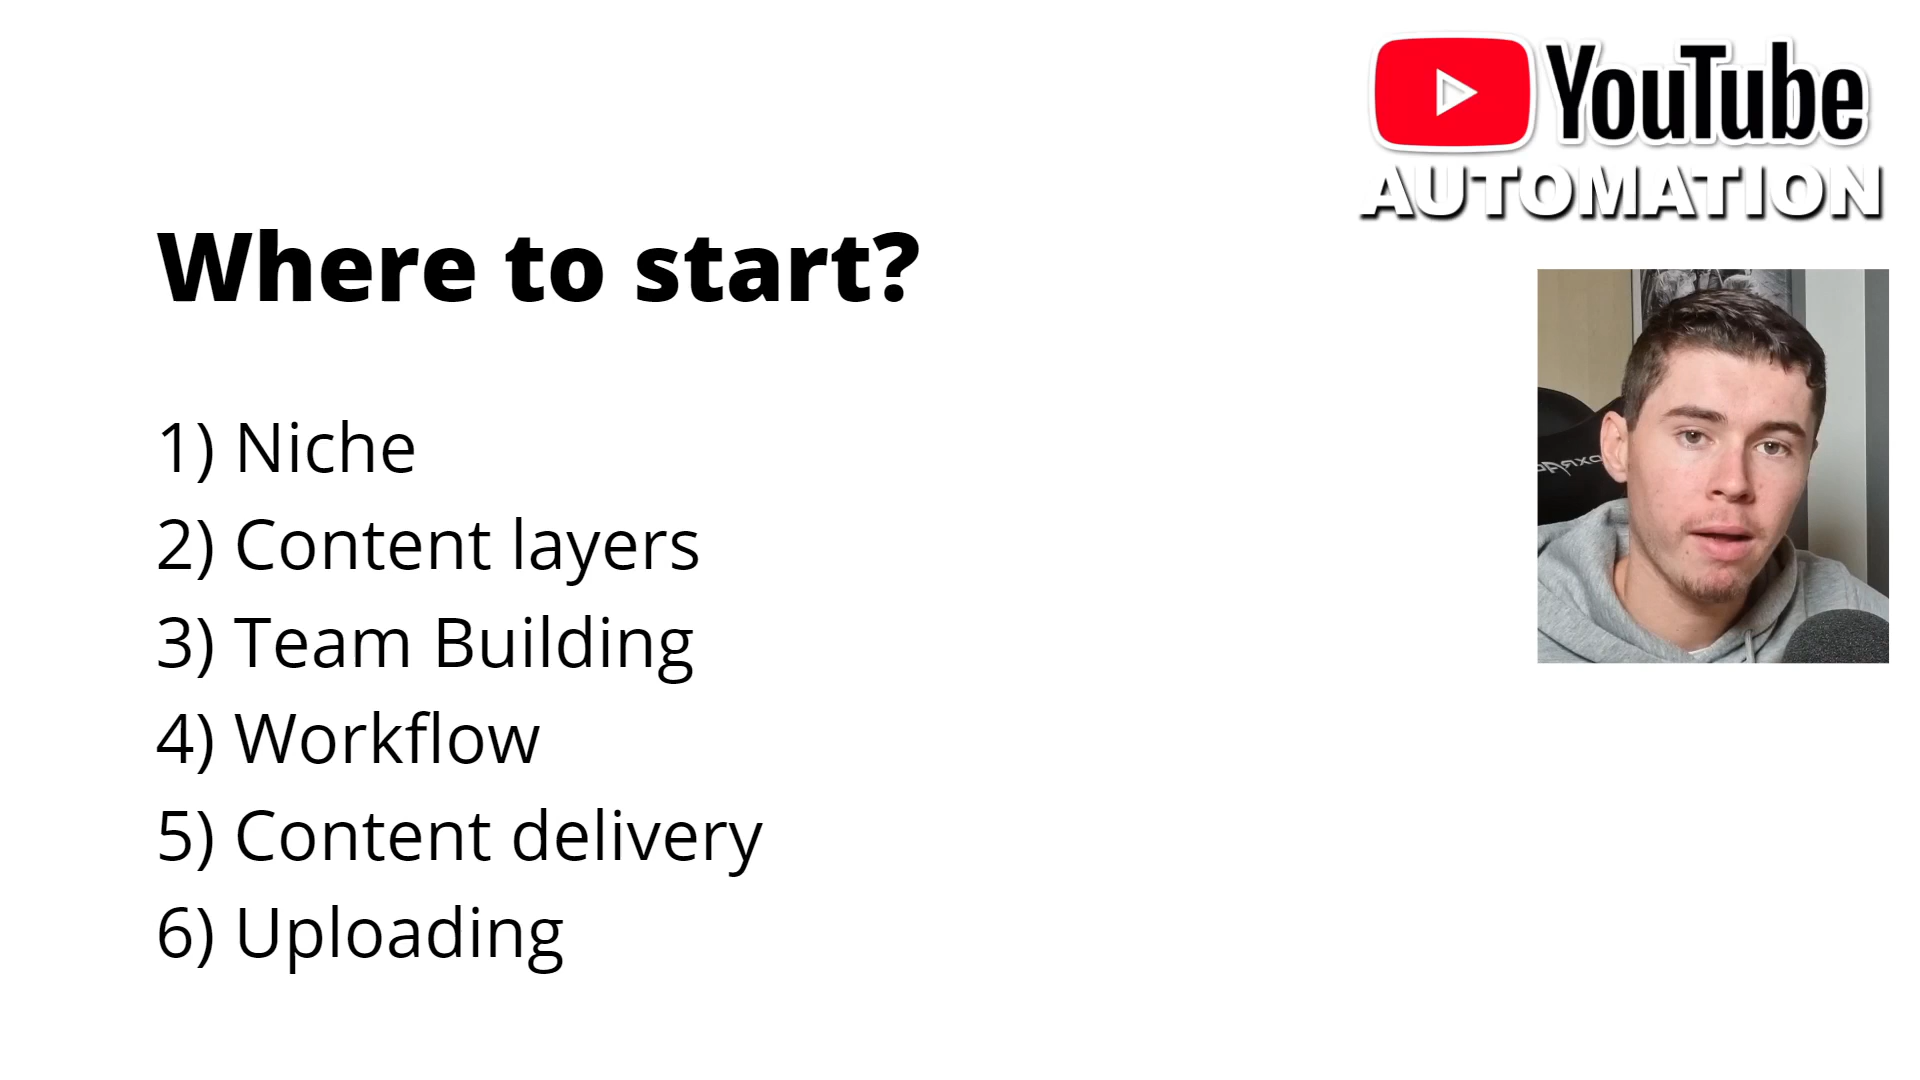 YouTube
AUTOMATION
Where to start?
1) Niche
2) Content layers
3) Team Building
4) Workflow
5) Content delivery
6) Uploading